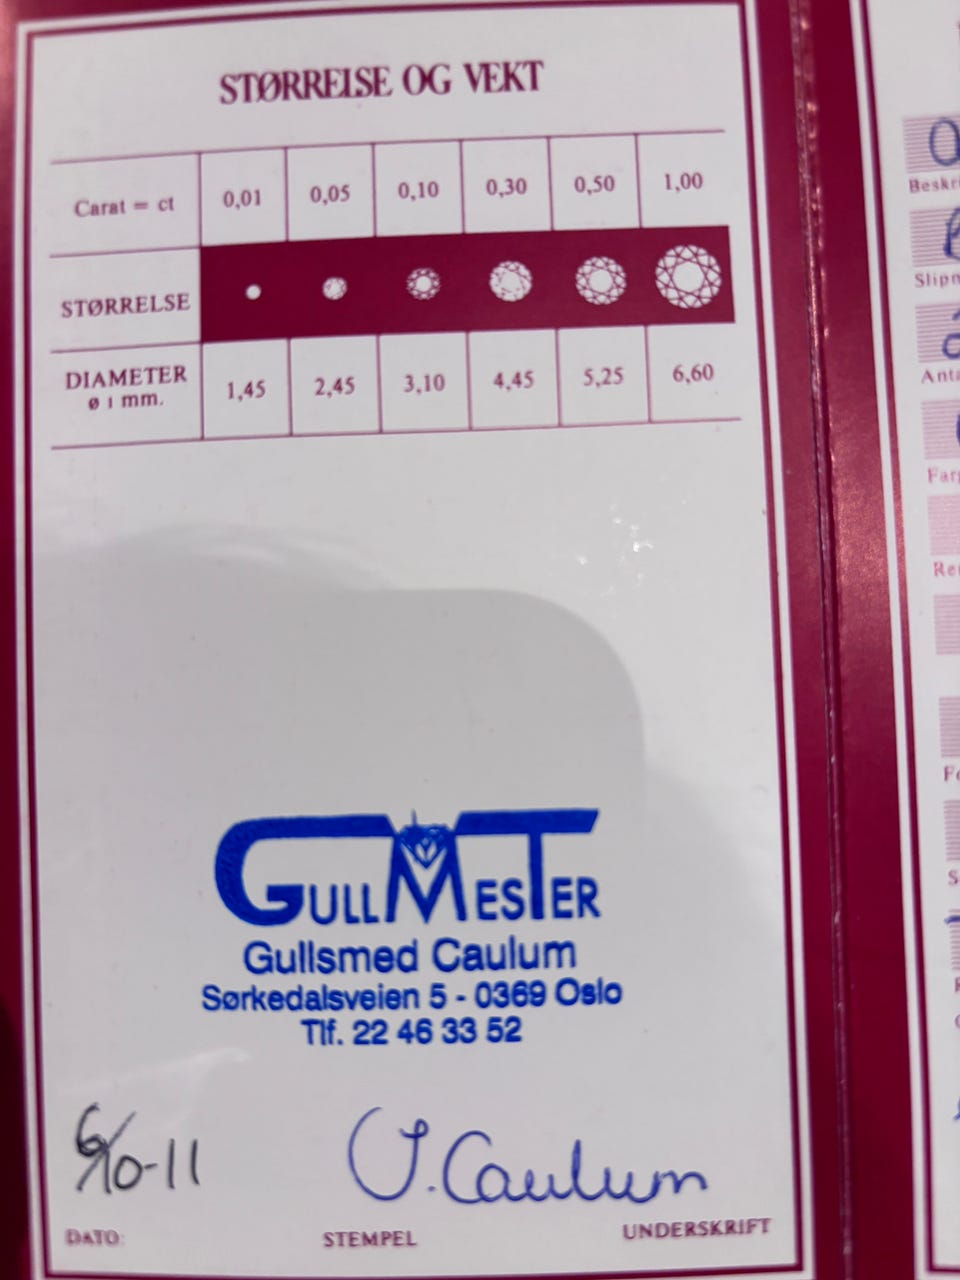 STØRRELSE OG VEKT
Carat = ct 0,01 0,05 0,10 0,30 0,50 1,00
STØRRELSE
DIAMETER 1,45 2,45 3,10 4,45 5,25 6,60
ø i mm.
GULLMESTER
Gullsmed Caulum
Sørkedalsveien 5 - 0369 Oslo
Tlf. 22 46 33 52
6/10-11 J. Caulum
DATO: STEMPEL UNDERSKRIFT